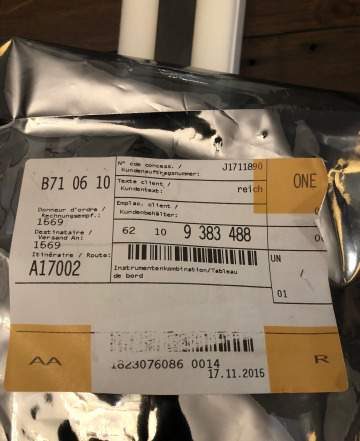 B71 06 10
N° cde concess. /
Kundenauftragsnummer:
J1711890
ONE
Texte client /
Kundentext:
reich
Donneur d'ordre /
Rechnungsempf.:
1569
Emplac. client /
Kundenbehälter:
Destinataire /
Versand An:
1569
62 10 9 383 488
Itinéraire / Route:
A17002
Instrumentenkombination/Tableau
de bord
UN
/
01
AA
R
1823076086 0014
17.11.2015